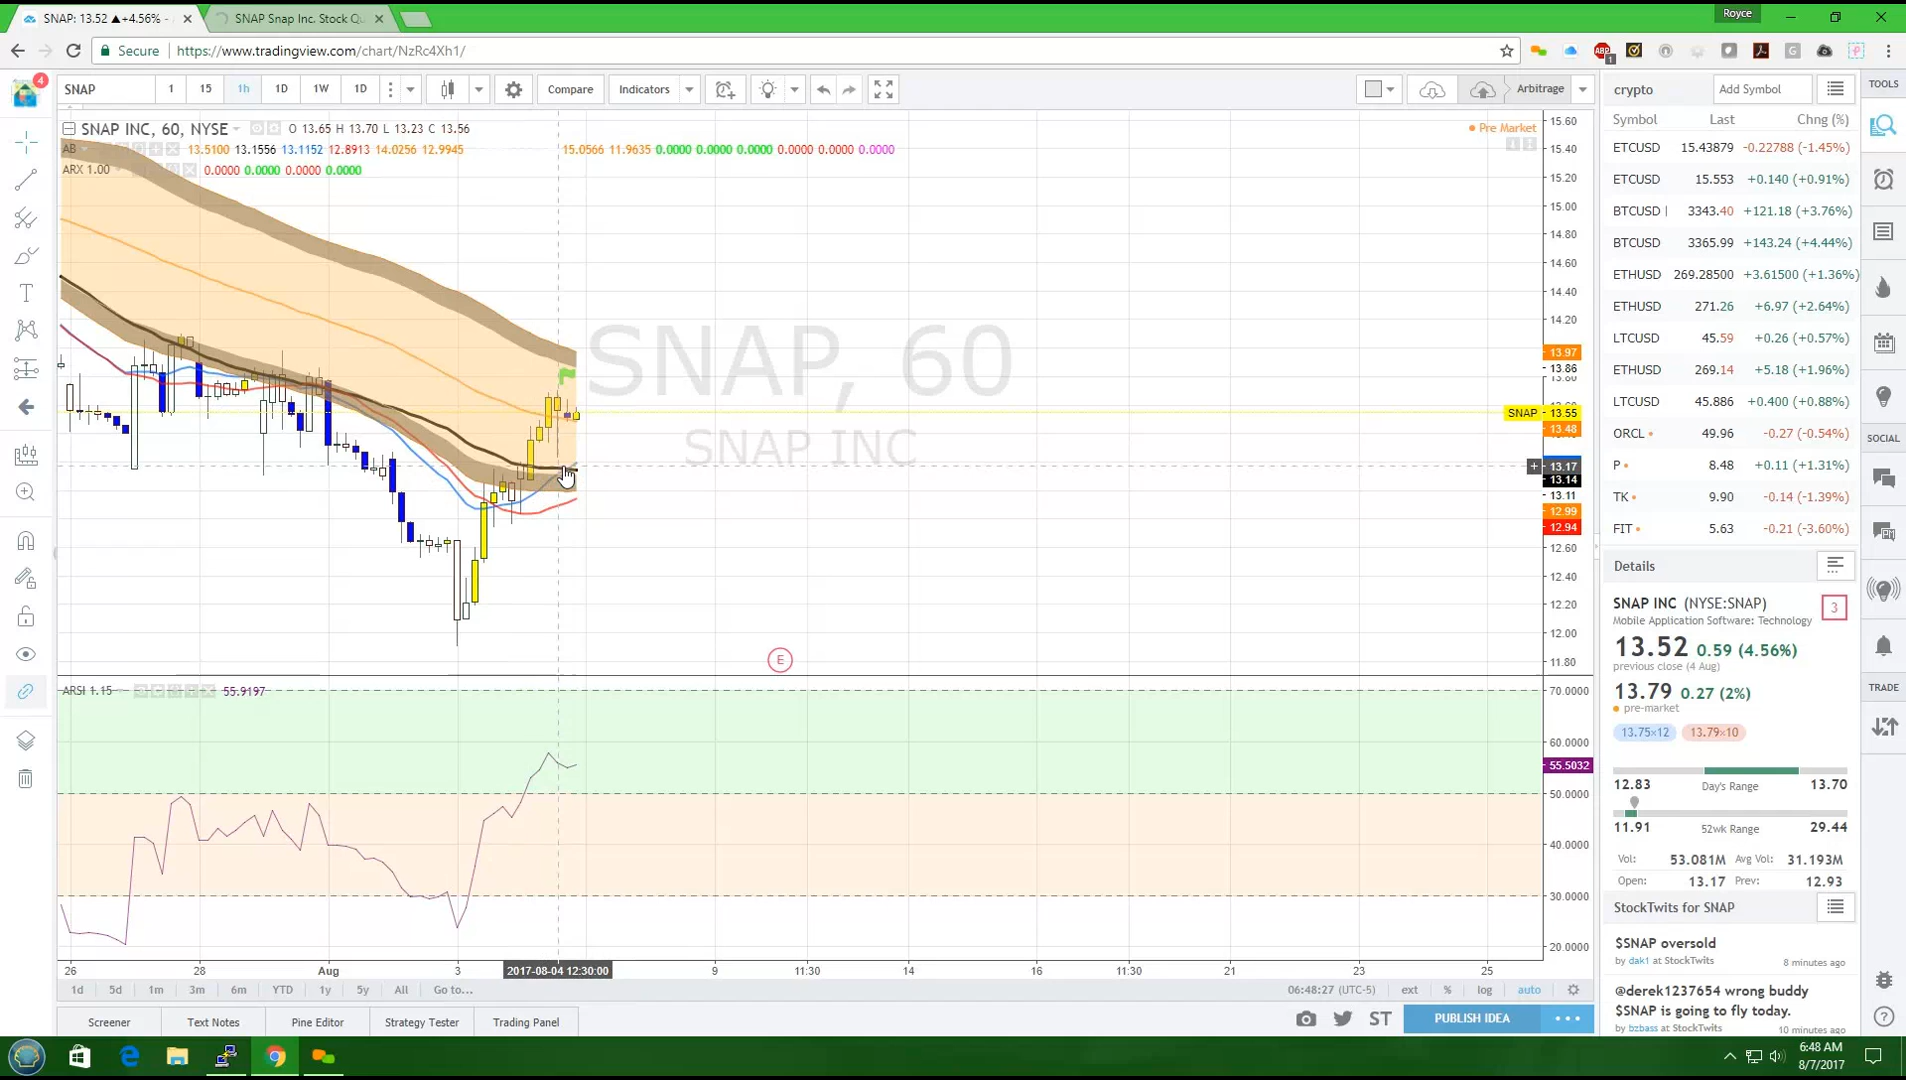 SNAP: 13.52 ▲+4.56% -
SNAP Snap Inc. Stock Qu
Royce
Secure https://www.tradingview.com/chart/NzRc4Xh1/
4
SNAP 1 15 1h 1D 1W 1D Compare Indicators Arbitrage
SNAP INC, 60, NYSE O 13.65 H 13.70 L 13.23 C 13.56
AB 13.5100 13.1556 13.1152 12.8913 14.0256 12.9945 15.0566 11.9635 0.0000 0.0000 0.0000 0.0000 0.0000 0.0000
ARX 1.00 0.0000 0.0000 0.0000 0.0000
Pre Market
SNAP, 60
SNAP INC
15.60
15.40
15.20
15.00
14.80
14.60
14.40
14.20
13.97
13.86
SNAP 13.55
13.48
13.17
13.14
13.11
12.99
12.94
12.60
12.40
12.20
12.00
11.80
E
ARSI 1.15 55.9197
70.0000
60.0000
55.5032
50.0000
40.0000
30.0000
20.0000
26 28 Aug 3 2017-08-04 12:30:00 9 11:30 14 16 11:30 21 23 25
1d 5d 1m 3m 6m YTD 1y 5y All Go to... 06:48:27 (UTC-5) ext % log auto
Screener Text Notes Pine Editor Strategy Tester Trading Panel ST PUBLISH IDEA
crypto Add Symbol
Symbol Last Chng (%)
ETCUSD 15.43879 -0.22788 (-1.45%)
ETCUSD 15.553 +0.140 (+0.91%)
BTCUSD 3343.40 +121.18 (+3.76%)
BTCUSD 3365.99 +143.24 (+4.44%)
ETHUSD 269.28500 +3.61500 (+1.36%)
ETHUSD 271.26 +6.97 (+2.64%)
LTCUSD 45.59 +0.26 (+0.57%)
ETHUSD 269.14 +5.18 (+1.96%)
LTCUSD 45.886 +0.400 (+0.88%)
ORCL 49.96 -0.27 (-0.54%)
P 8.48 +0.11 (+1.31%)
TK 9.90 -0.14 (-1.39%)
FIT 5.63 -0.21 (-3.60%)
Details
SNAP INC (NYSE:SNAP) 3
Mobile Application Software: Technology
13.52 0.59 (4.56%)
previous close (4 Aug)
13.79 0.27 (2%)
pre-market
13.75×12 13.79×10
12.83 Day's Range 13.70
11.91 52wk Range 29.44
Vol: 53.081M Avg Vol: 31.193M
Open: 13.17 Prev: 12.93
StockTwits for SNAP
$SNAP oversold
by dak1 at StockTwits 8 minutes ago
@derek1237654 wrong buddy
$SNAP is going to fly today.
by bzbass at StockTwits 10 minutes ago
TOOLS
SOCIAL
TRADE
6:48 AM
8/7/2017